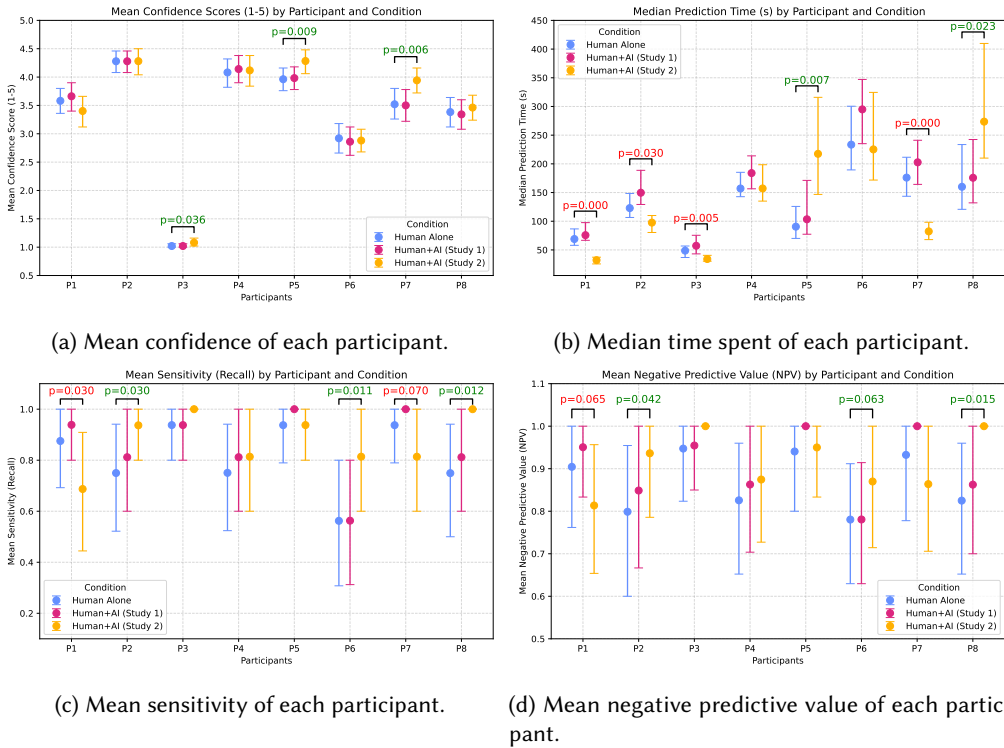 Mean Confidence Scores (1-5) by Participant and Condition
Mean Confidence Score (1-5)
5.0
4.5
4.0
3.5
3.0
2.5
2.0
1.5
1.0
0.5
p=0.036
p=0.009
p=0.006
Condition
Human Alone
Human+AI (Study 1)
Human+AI (Study 2)
P1 P2 P3 P4 P5 P6 P7 P8
Participants
(a) Mean confidence of each participant.
Median Prediction Time (s) by Participant and Condition
Median Prediction Time (s)
450
400
350
300
250
200
150
100
50
Condition
Human Alone
Human+AI (Study 1)
Human+AI (Study 2)
p=0.000
p=0.030
p=0.005
p=0.007
p=0.000
p=0.023
P1 P2 P3 P4 P5 P6 P7 P8
Participants
(b) Median time spent of each participant.
Mean Sensitivity (Recall) by Participant and Condition
Mean Sensitivity (Recall)
1.0
0.8
0.6
0.4
0.2
p=0.030
p=0.030
p=0.011
p=0.070
p=0.012
Condition
Human Alone
Human+AI (Study 1)
Human+AI (Study 2)
P1 P2 P3 P4 P5 P6 P7 P8
Participants
(c) Mean sensitivity of each participant.
Mean Negative Predictive Value (NPV) by Participant and Condition
Mean Negative Predictive Value (NPV)
1.1
1.0
0.9
0.8
0.7
0.6
0.5
p=0.065
p=0.042
p=0.063
p=0.015
Condition
Human Alone
Human+AI (Study 1)
Human+AI (Study 2)
P1 P2 P3 P4 P5 P6 P7 P8
Participants
(d) Mean negative predictive value of each partic
pant.